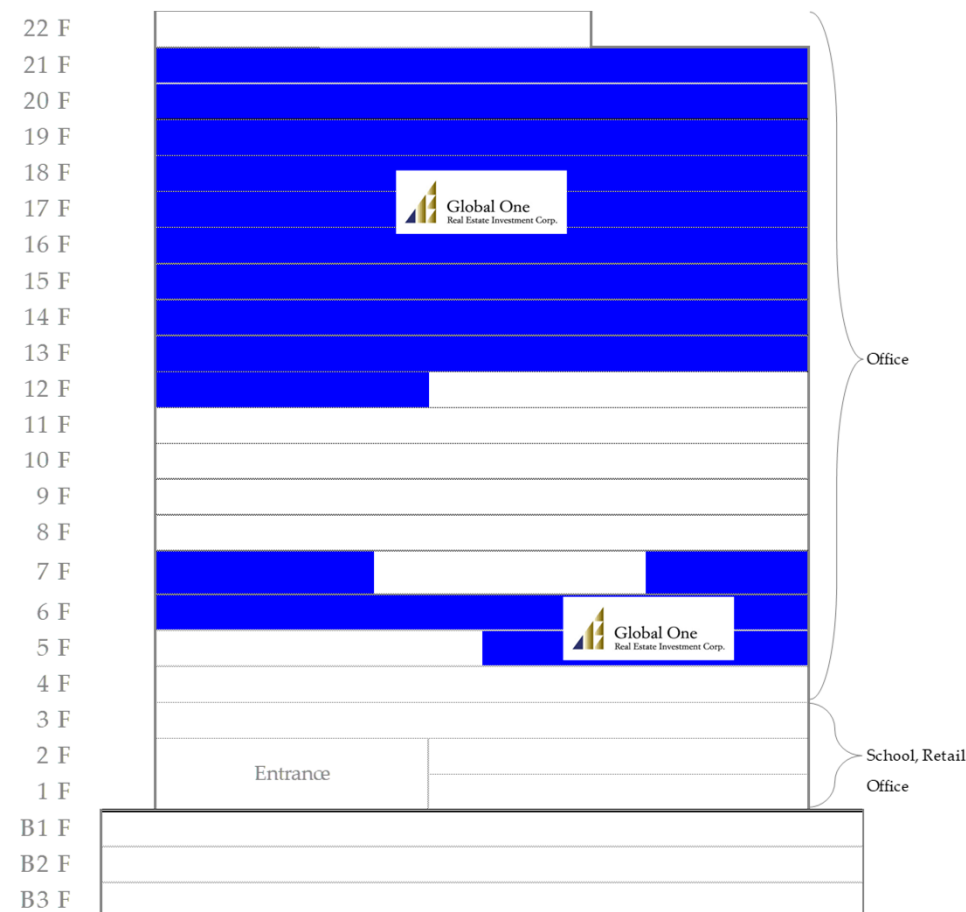 22 F
21 F
20 F
19 F
18 F
17 F
Global One
Real Estate Investment Corp.
16 F
15 F
14 F
13 F
Office
12 F
11 F
10 F
9 F
8 F
7 F
6 F
Global One
Real Estate Investment Corp.
5 F
4 F
3 F
2 F
School, Retail
Entrance
Office
1 F
B1 F
B2 F
B3 F